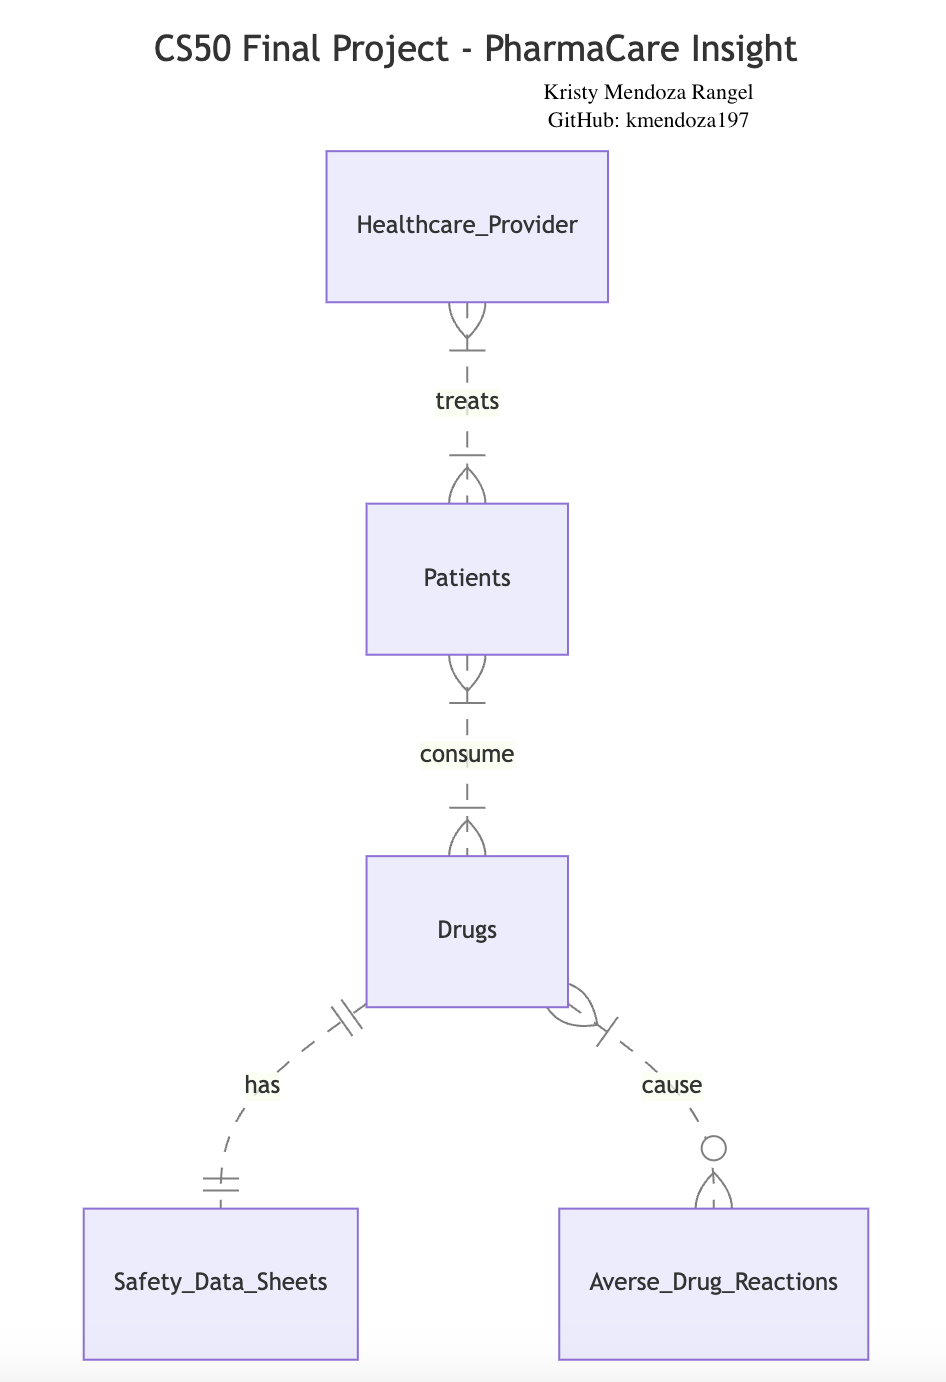 CS50 Final Project - PharmaCare Insight
Kristy Mendoza Rangel
GitHub: kmendoza197
Healthcare_Provider
treats
Patients
consume
Drugs
has
cause
Safety_Data_Sheets
Averse_Drug_Reactions